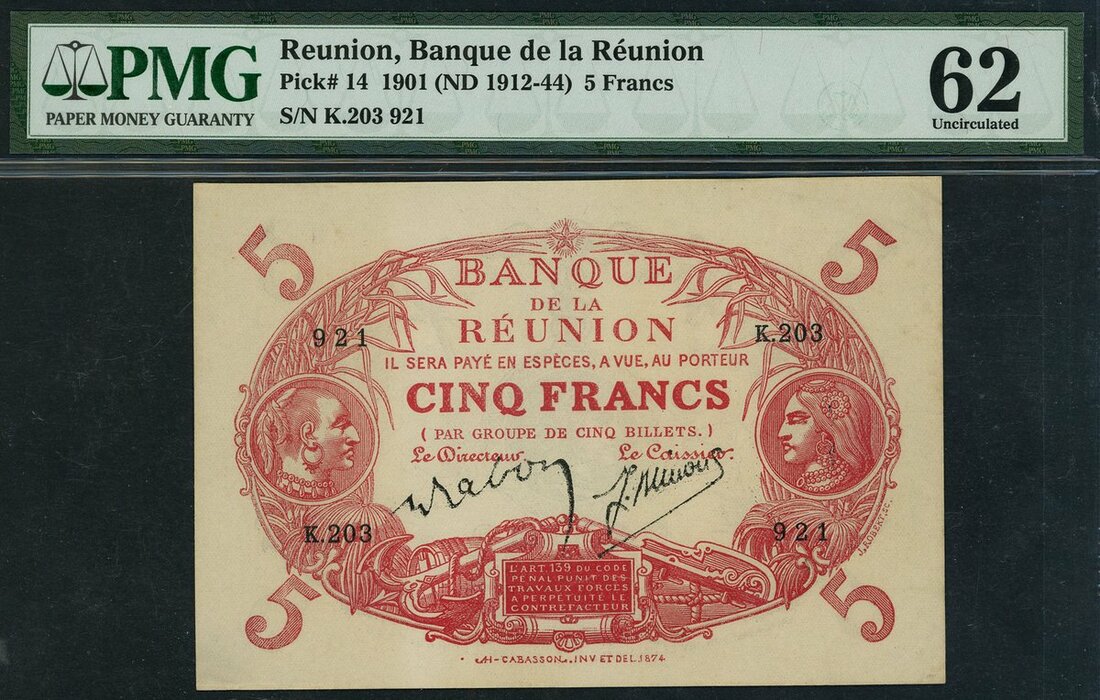 PMG
PAPER MONEY GUARANTY
Reunion, Banque de la Réunion
Pick# 14 1901 (ND 1912-44) 5 Francs
S/N K.203 921
62
Uncirculated
5 5
BANQUE
DE LA
RÉUNION
921 K.203
IL SERA PAYÉ EN ESPÈCES, A VUE, AU PORTEUR
CINQ FRANCS
( PAR GROUPE DE CINQ BILLETS. )
Le Directeur Le Caissier.
K.203 921
J. ROBERT. SC.
L'ART. 139 DU CODE
PÉNAL PUNIT DES
TRAVAUX FORCÉS
A PERPÉTUITÉ LE
CONTREFACTEUR
5 5
H-CABASSON. INV ET DEL. 1874